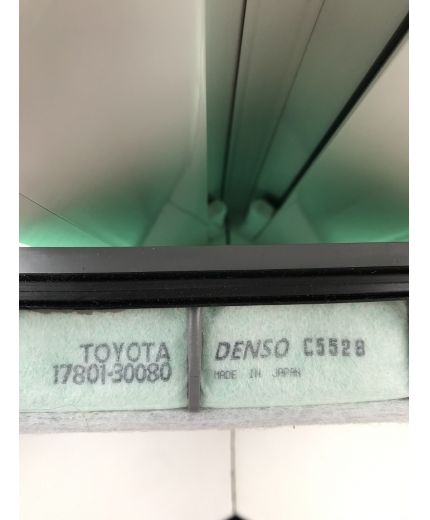 TOYOTA
17801-30080
DENSO C5528
MADE IN JAPAN